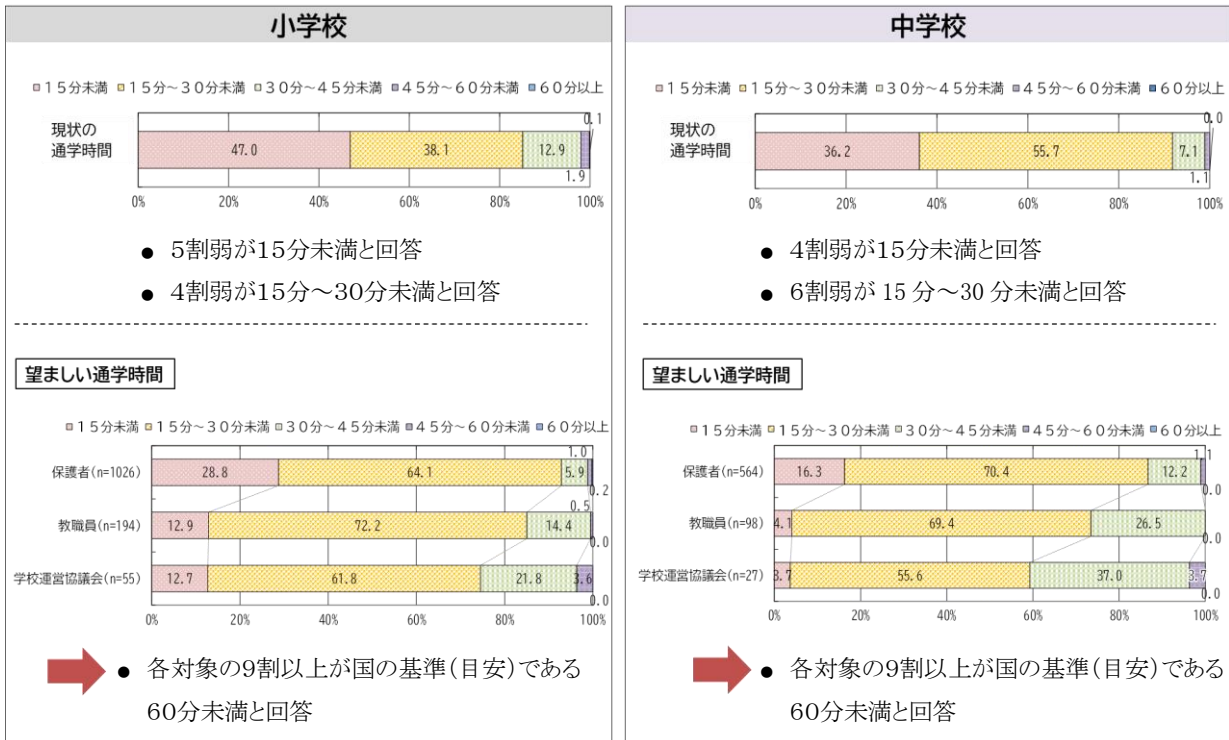 小学校
■15分未満 ■15分～30分未満 ■30分～45分未満 ■45分～60分未満 ■60分以上
0.1
現状の
通学時間
47.0 38.1 12.9
1.9
0% 20% 40% 60% 80% 100%
● 5割弱が15分未満と回答
● 4割弱が15分～30分未満と回答
望ましい通学時間
■15分未満 ■15分～30分未満 ■30分～45分未満 ■45分～60分未満 ■60分以上
1.0
保護者(n=1026) 28.8 64.1 5.9
0.2
0.5
教職員(n=194) 12.9 72.2 14.4
0.0
学校運営協議会(n=55) 12.7 61.8 21.8 3.6
0.0
0% 20% 40% 60% 80% 100%
● 各対象の9割以上が国の基準(目安)である
60分未満と回答
中学校
■15分未満 ■15分～30分未満 ■30分～45分未満 ■45分～60分未満 ■60分以上
0.0
現状の
通学時間
36.2 55.7 7.1
1.1
0% 20% 40% 60% 80% 100%
● 4割弱が15分未満と回答
● 6割弱が 15 分～30 分未満と回答
望ましい通学時間
■15分未満 ■15分～30分未満 ■30分～45分未満 ■45分～60分未満 ■60分以上
1.1
保護者(n=564) 16.3 70.4 12.2
0.0
教職員(n=98) 4.1 69.4 26.5
学校運営協議会(n=27) 3.7 55.6 37.0 3.7
0.0
0% 20% 40% 60% 80% 100%
● 各対象の9割以上が国の基準(目安)である
60分未満と回答